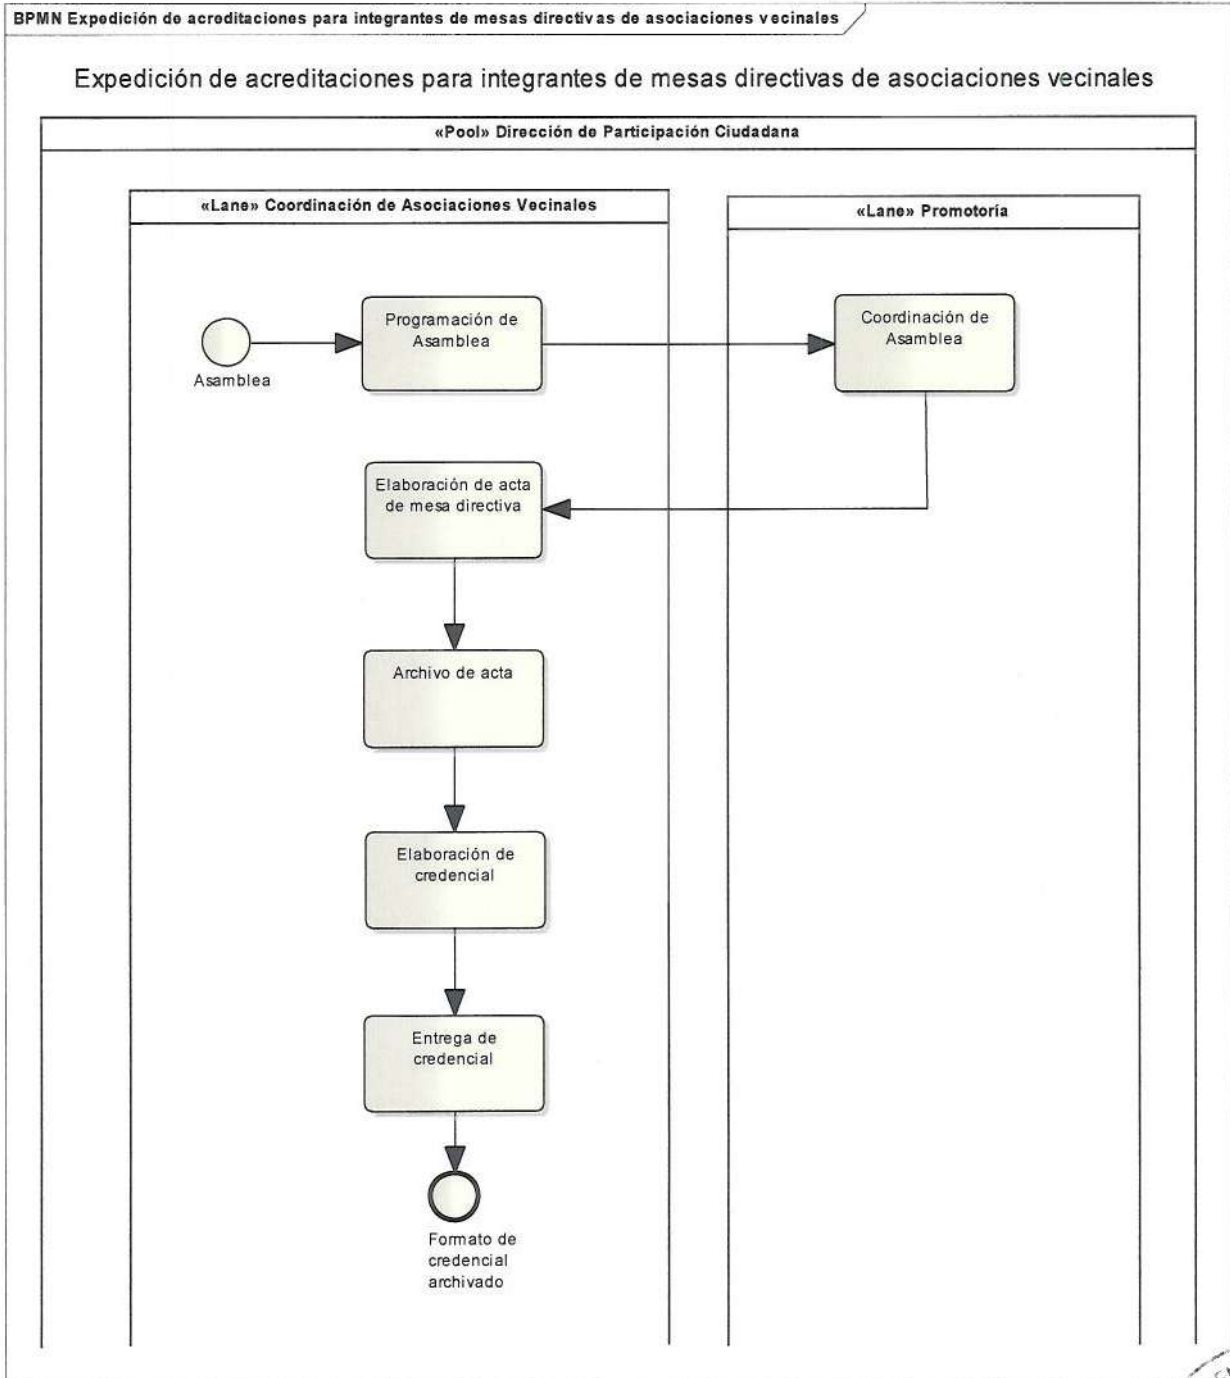 BPMN Expedición de acreditaciones para integrantes de mesas directivas de asociaciones vecinales
Expedición de acreditaciones para integrantes de mesas directivas de asociaciones vecinales
«Pool» Dirección de Participación Ciudadana
«Lane» Coordinación de Asociaciones Vecinales
«Lane» Promotoría
Asamblea
Programación de
Asamblea
Coordinación de
Asamblea
Elaboración de acta
de mesa directiva
Archivo de acta
Elaboración de
credencial
Entrega de
credencial
Formato de
credencial
archivado